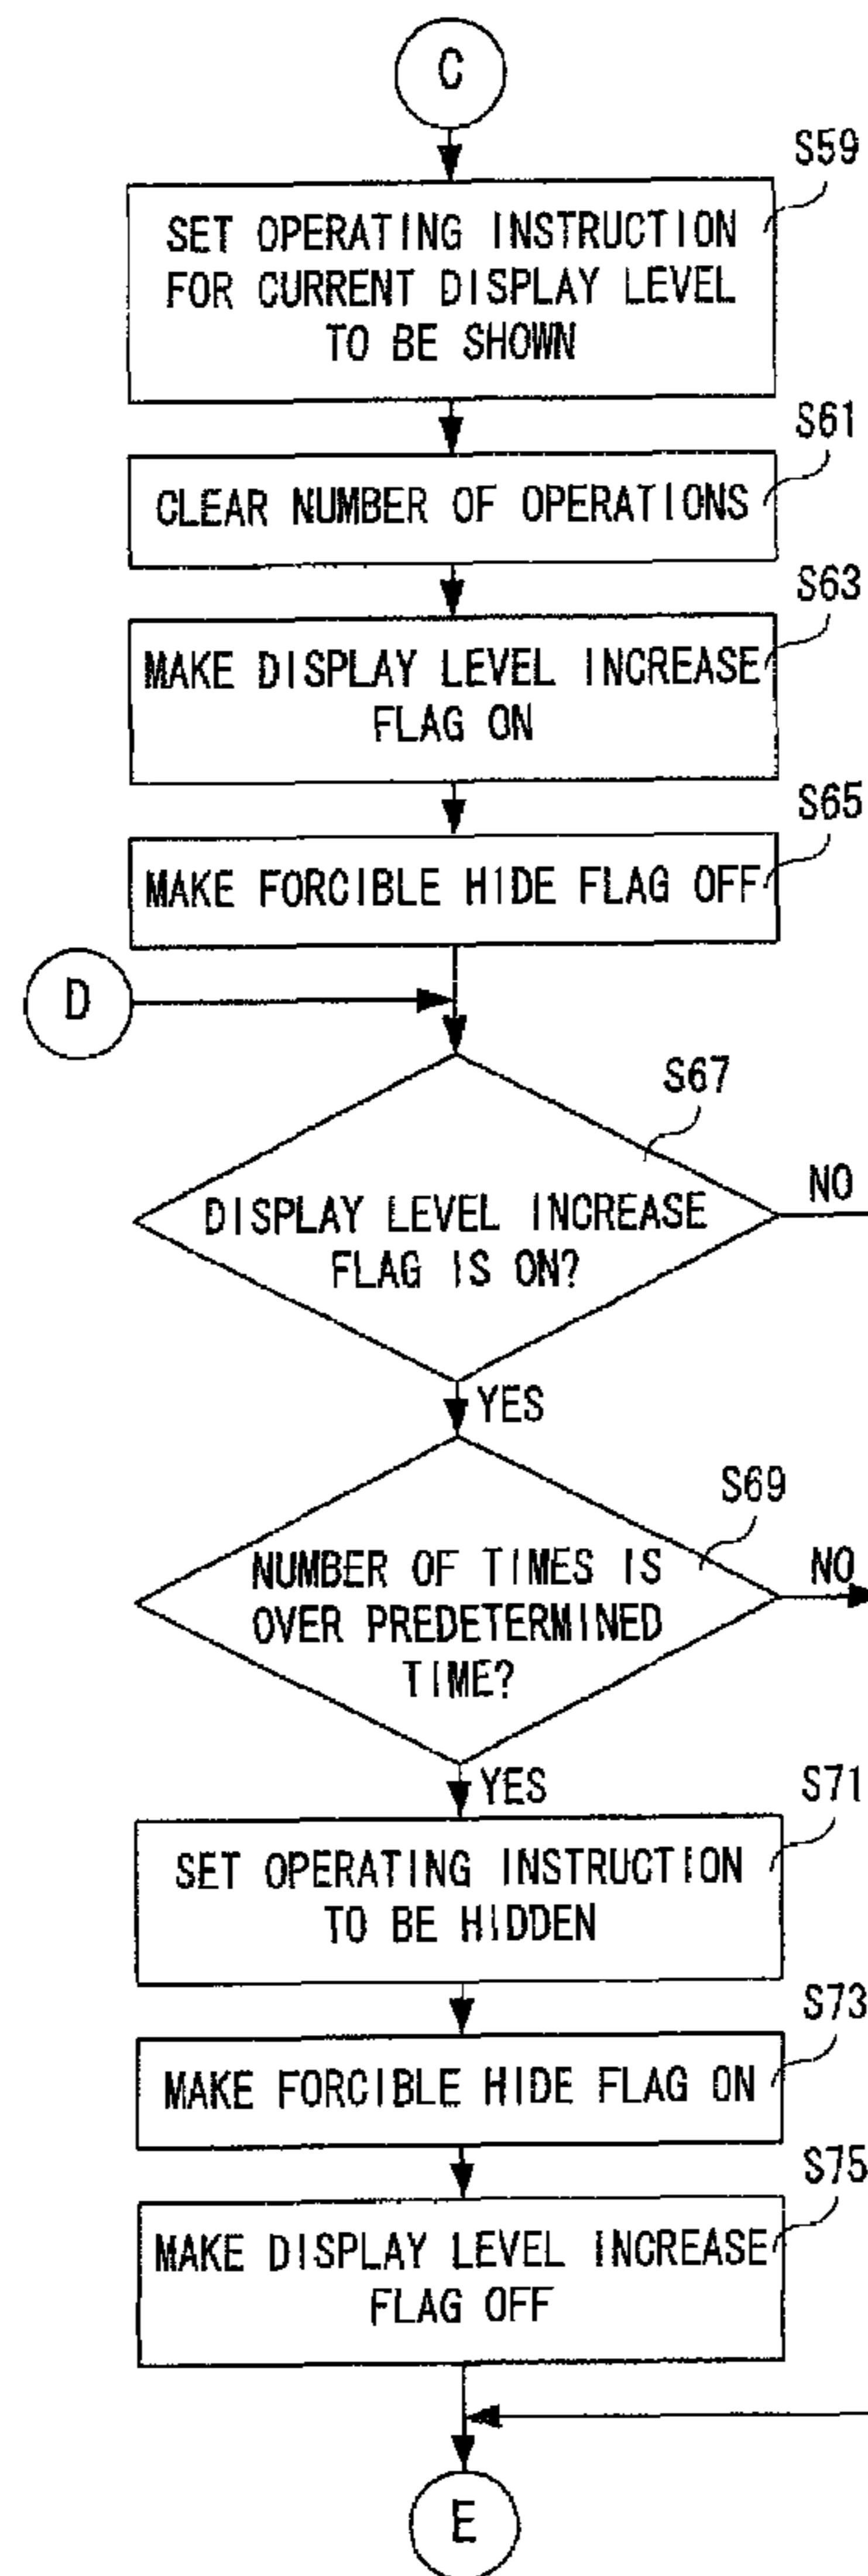 C
S59
SET OPERATING INSTRUCTION
FOR CURRENT DISPLAY LEVEL
TO BE SHOWN
S61
CLEAR NUMBER OF OPERATIONS
S63
MAKE DISPLAY LEVEL INCREASE
FLAG ON
S65
MAKE FORCIBLE HIDE FLAG OFF
D
S67
DISPLAY LEVEL INCREASE
FLAG IS ON?
NO
YES
S69
NUMBER OF TIMES IS
OVER PREDETERMINED
TIME?
NO
YES
S71
SET OPERATING INSTRUCTION
TO BE HIDDEN
S73
MAKE FORCIBLE HIDE FLAG ON
S75
MAKE DISPLAY LEVEL INCREASE
FLAG OFF
E